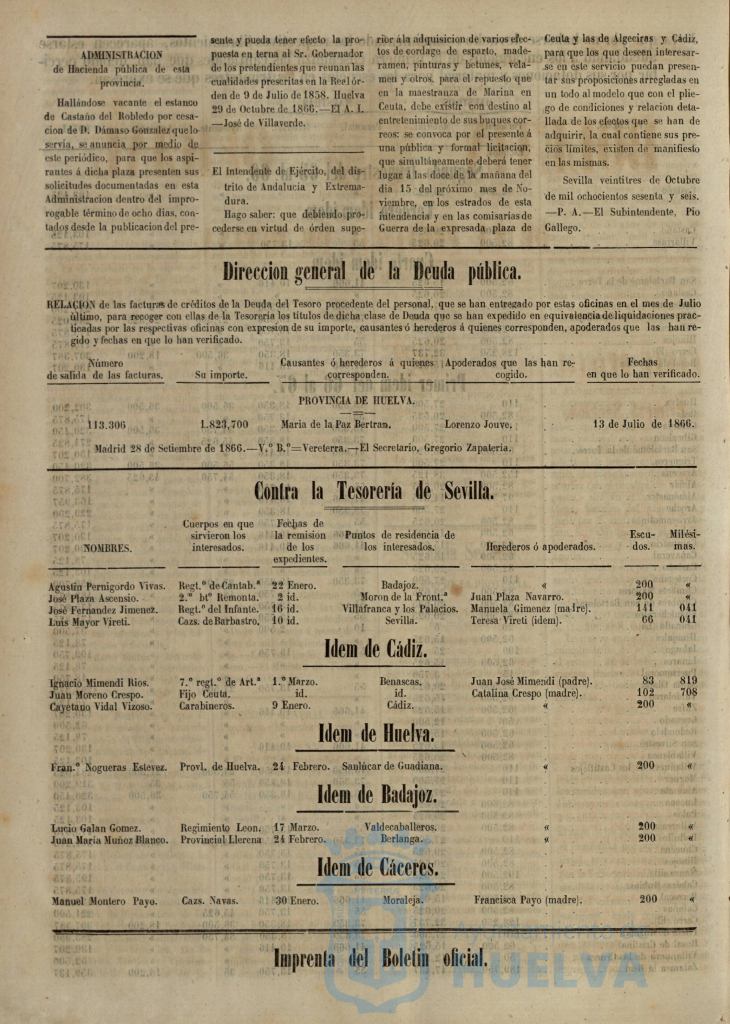 ADMINISTRACION
de Hacienda pública de esta
provincia.
Hallándose vacante el estanco
de Castaño del Robledo por cesa-
cion de D. Dámaso Gonzalez que lo
servia, se anuncia por medio de
este periódico, para que los aspi-
rantes á dicha plaza presenten sus
solicitudes documentadas en esta
Administracion dentro del impro-
rogable término de ocho dias, con-
tados desde la publicacion del pre-
sente y pueda tener efecto la pro-
puesta en terna al Sr. Gobernador
de los pretendientes que reunan las
cualidades prescritas en la Real ór-
den de 9 de Julio de 1858. Huelva
29 de Octubre de 1866.—El A. I.
—José de Villaverde.
El Intendente de Ejército, del dis-
trito de Andalucia y Extrema-
dura.
Hago saber: que debiendo pro-
cederse en virtud de órden supe-
rior á la adquisicion de varios efec-
tos de cordage de esparto, made-
ramen, pinturas y betunes, vela-
men y otros, para el repuesto que
en la maestranza de Marina en
Ceuta, debe existir con destino al
entretenimiento de sus buques cor-
reos: se convoca por el presente á
una pública y formal licitacion,
que simultáneamente deberá tener
lugar á las doce de la mañana del
dia 15 del próximo mes de No-
viembre, en los estrados de esta
intendencia y en las comisarias de
Guerra de la expresada plaza de
Ceuta y las de Algeciras y Cádiz,
para que los que deseen interesar-
se en este servicio puedan presen-
tar sus proposiciones arregladas en
un todo al modelo que con el plie-
go de condiciones y relacion deta-
llada de los efectos que se han de
adquirir, la cual contiene sus pre-
cios límites, existen de manifiesto
en las mismas.
Sevilla veintitres de Octubre
de mil ochocientos sesenta y seis.
—P. A.—El Subintendente, Pio
Gallego.
Direccion general de la Deuda pública.
RELACION de las facturas de créditos de la Deuda del Tesoro procedente del personal, que se han entregado por estas oficinas en el mes de Julio
último, para recoger con ellas de la Tesorería los títulos de dicha clase de Deuda que se han expedido en equivalencia de liquidaciones prac-
ticadas por las respectivas oficinas con expresion de su importe, causantes ó herederos á quienes corresponden, apoderados que las han re-
gido y fechas en que lo han verificado.
Número de salida de las facturas. Su importe. Causantes ó herederos á quienes corresponden. Apoderados que las han recogido. Fechas en que lo han verificado.
PROVINCIA DE HUELVA.
113.306 1.823,700 Maria de la Paz Bertran. Lorenzo Jouve. 13 de Julio de 1866.
Madrid 28 de Setiembre de 1866.—V.º B.º=Vereterra.—El Secretario, Gregorio Zapateria.
Contra la Tesorería de Sevilla.
NOMBRES. Cuerpos en que sirvieron los interesados. Fechas de la remision de los expedientes. Puntos de residencia de los interesados. Herederos ó apoderados. Escudos. Milésimas.
Agustin Pernigordo Vivas. Regt.º de Cantab.ª 22 Enero. Badajoz. « 200 «
José Plaza Ascensio. 2.º bt° Remonta. 2 id. Moron de la Front.ª Juan Plaza Navarro. 200 «
José Fernandez Jimenez. Regt.º del Infante. 16 id. Villafranca y los Palacios. Manuela Gimenez (madre). 141 041
Luis Mayor Vireti. Cazs. de Barbastro. 10 id. Sevilla. Teresa Vireti (idem). 66 041
Idem de Cádiz.
Ignacio Mimendi Rios. 7.º regt.º de Art.ª 1.º Marzo. Benascas. Juan José Mimendi (padre). 83 819
Juan Moreno Crespo. Fijo Ceuta. id. id. Catalina Crespo (madre). 102 708
Cayetano Vidal Vizoso. Carabineros. 9 Enero. Cádiz. « 200 «
Idem de Huelva.
Fran.º Nogueras Estevez. Provl. de Huelva. 24 Febrero. Sanlúcar de Guadiana. « 200 «
Idem de Badajoz.
Lucio Galan Gomez. Regimiento Leon. 17 Marzo. Valdecaballeros. « 200 «
Juan Maria Muñoz Blanco. Provincial Llerena 24 Febrero. Berlanga. « 200 «
Idem de Cáceres.
Manuel Montero Payo. Cazs. Navas. 30 Enero. Moraleja. Francisca Payo (madre). 200 «
Imprenta del Boletin oficial.
Ayuntamiento de
HUELVA